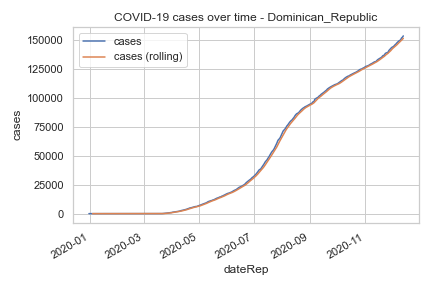 COVID-19 cases over time - Dominican_Republic
cases
cases (rolling)
cases
150000
125000
100000
75000
50000
25000
0
2020-01
2020-03
2020-05
2020-07
2020-09
2020-11
dateRep